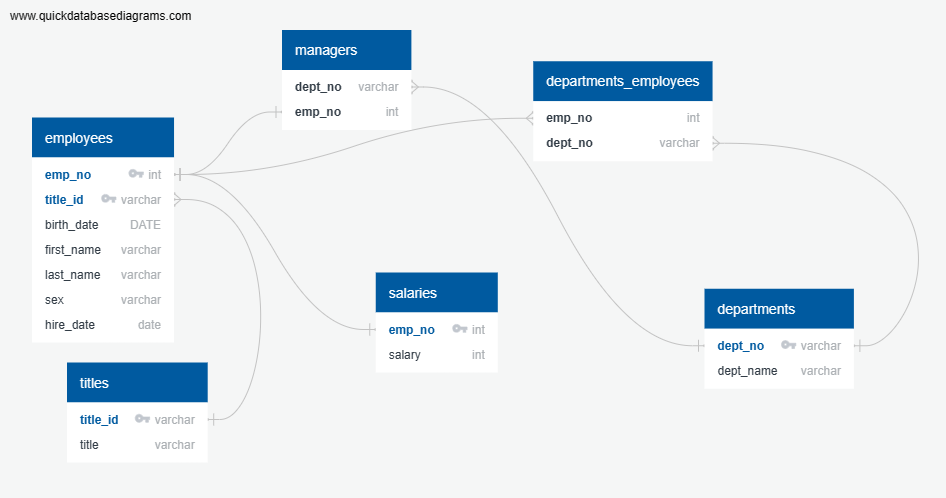 www.quickdatabasediagrams.com
managers
dept_no varchar
emp_no int
departments_employees
emp_no int
dept_no varchar
employees
emp_no int
title_id varchar
birth_date DATE
first_name varchar
last_name varchar
sex varchar
hire_date date
salaries
emp_no int
salary int
departments
dept_no varchar
dept_name varchar
titles
title_id varchar
title varchar